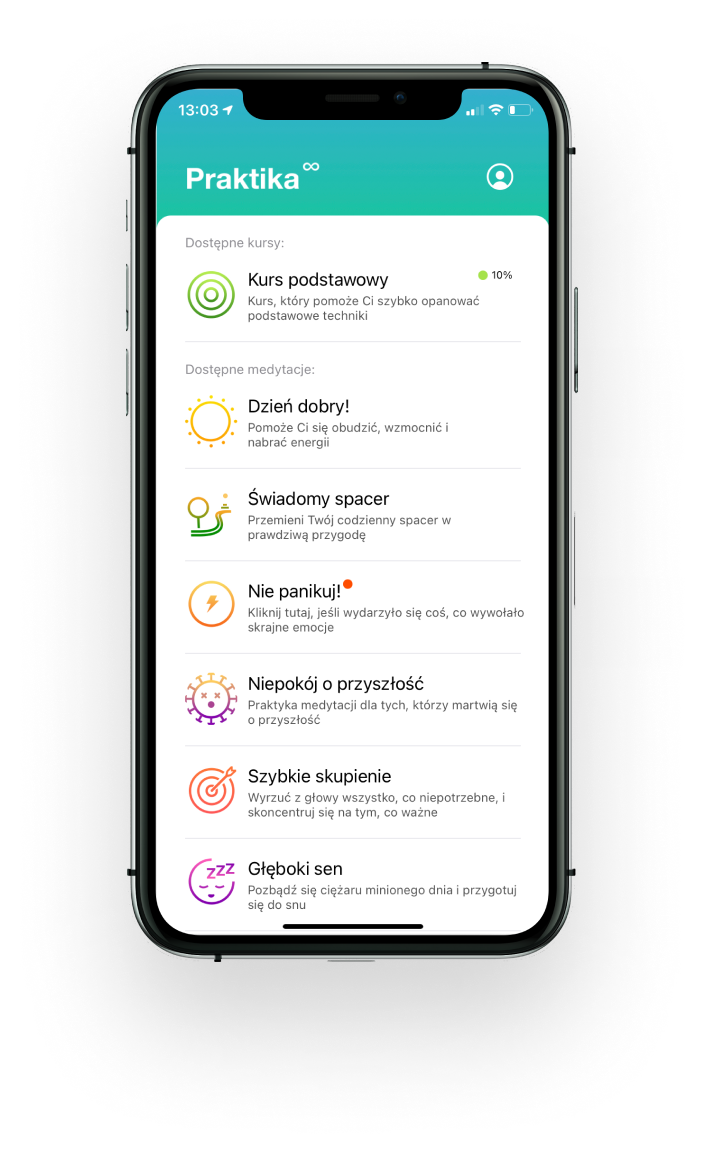 13:03
Praktika∞
Dostępne kursy:
Kurs podstawowy
10%
Kurs, który pomoże Ci szybko opanować
podstawowe techniki
Dostępne medytacje:
Dzień dobry!
Pomoże Ci się obudzić, wzmocnić i
nabrać energii
Świadomy spacer
Przemieni Twój codzienny spacer w
prawdziwą przygodę
Nie panikuj!
Kliknij tutaj, jeśli wydarzyło się coś, co wywołało
skrajne emocje
Niepokój o przyszłość
Praktyka medytacji dla tych, którzy martwią się
o przyszłość
Szybkie skupienie
Wyrzuć z głowy wszystko, co niepotrzebne, i
skoncentruj się na tym, co ważne
zzz
Głęboki sen
Pozbądź się ciężaru minionego dnia i przygotuj
się do snu